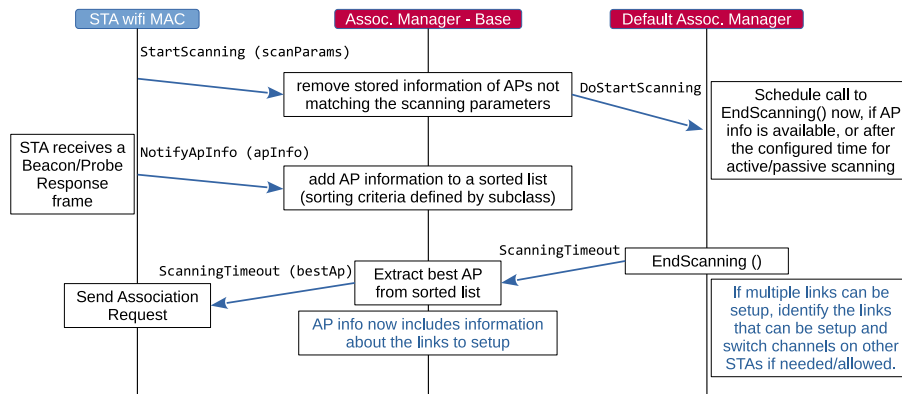 STA wifi MAC
Assoc. Manager - Base
Default Assoc. Manager
StartScanning (scanParams)
remove stored information of APs not
matching the scanning parameters
DoStartScanning
Schedule call to
EndScanning() now, if AP
info is available, or after
the configured time for
active/passive scanning
STA receives a
Beacon/Probe
Response
frame
NotifyApInfo (apInfo)
add AP information to a sorted list
(sorting criteria defined by subclass)
ScanningTimeout
EndScanning ()
ScanningTimeout (bestAp)
Extract best AP
from sorted list
Send Association
Request
AP info now includes information
about the links to setup
If multiple links can be
setup, identify the links
that can be setup and
switch channels on other
STAs if needed/allowed.